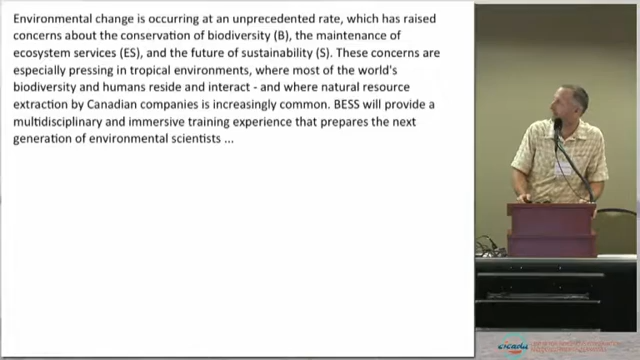 Environmental change is occurring at an unprecedented rate, which has raised
concerns about the conservation of biodiversity (B), the maintenance of
ecosystem services (ES), and the future of sustainability (S). These concerns are
especially pressing in tropical environments, where most of the world's
biodiversity and humans reside and interact - and where natural resource
extraction by Canadian companies is increasingly common. BESS will provide a
multidisciplinary and immersive training experience that prepares the next
generation of environmental scientists ...
cicada